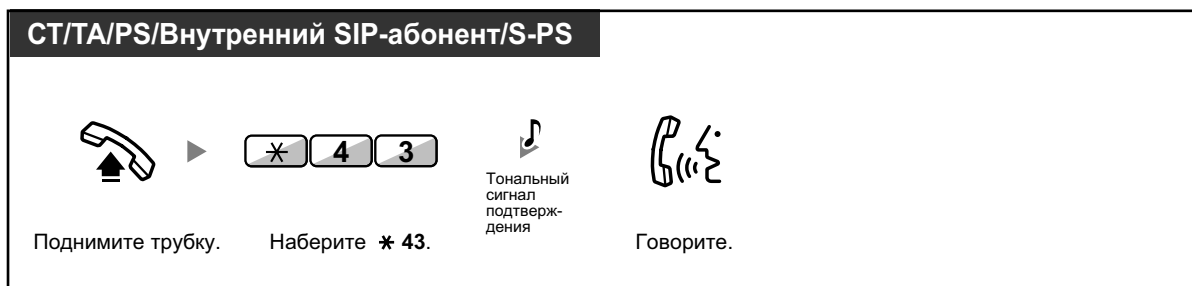 СТ/ТА/PS/Внутренний SIP-абонент/S-PS
* 4 3
Тональный
сигнал
подтверж-
дения
Поднимите трубку.
Наберите * 43.
Говорите.